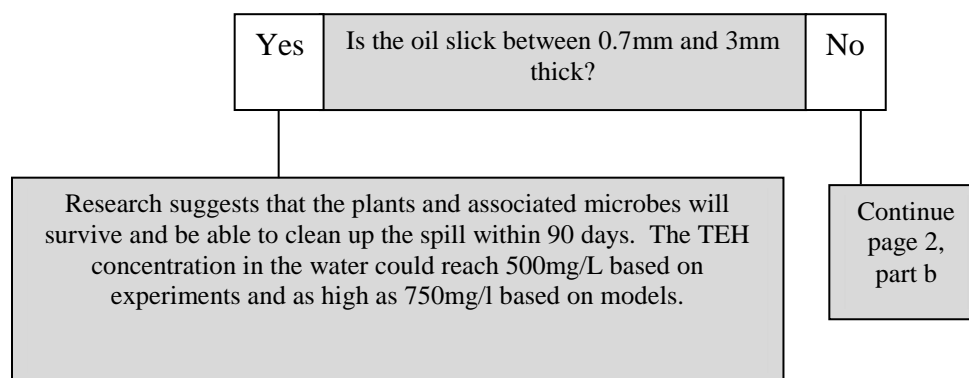 Yes
Is the oil slick between 0.7mm and 3mm
thick?
No
Research suggests that the plants and associated microbes will
survive and be able to clean up the spill within 90 days.  The TEH
concentration in the water could reach 500mg/L based on
experiments and as high as 750mg/l based on models.
Continue
page 2,
part b